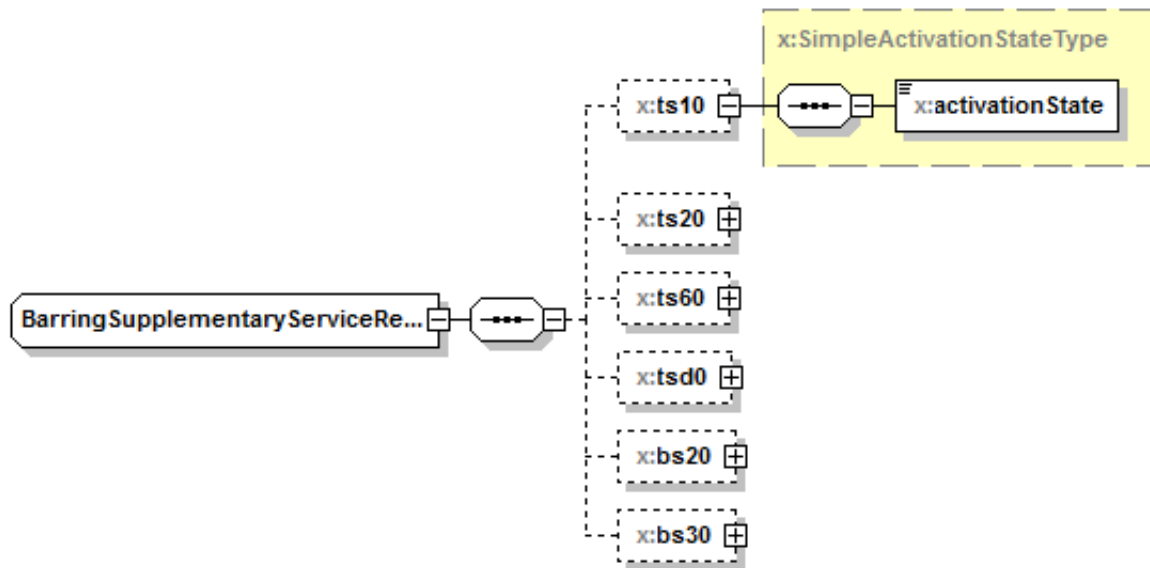 x:SimpleActivationStateType
x:ts10
x:activationState
x:ts20
x:ts60
BarringSupplementaryServiceRe...
x:tsd0
x:bs20
x:bs30